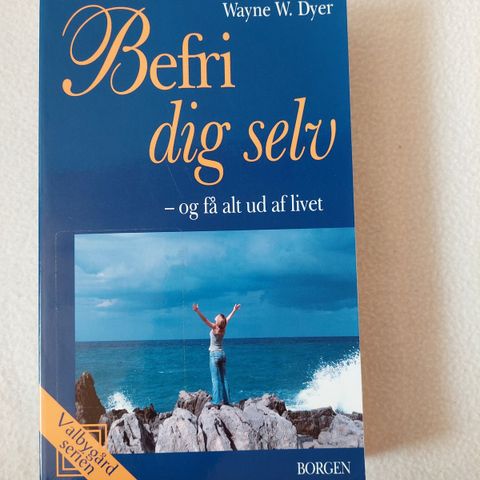 Wayne W. Dyer
Befri
dig selv
– og få alt ud af livet
Valbygård
serien
BORGEN